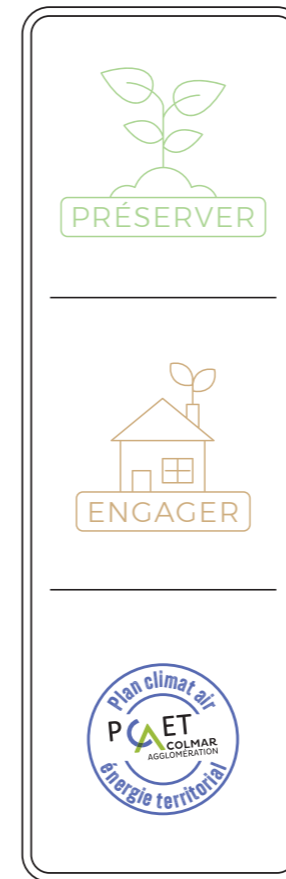 PRÉSERVER
ENGAGER
Plan climat air
PCAET
COLMAR
AGGLOMÉRATION
énergie territorial